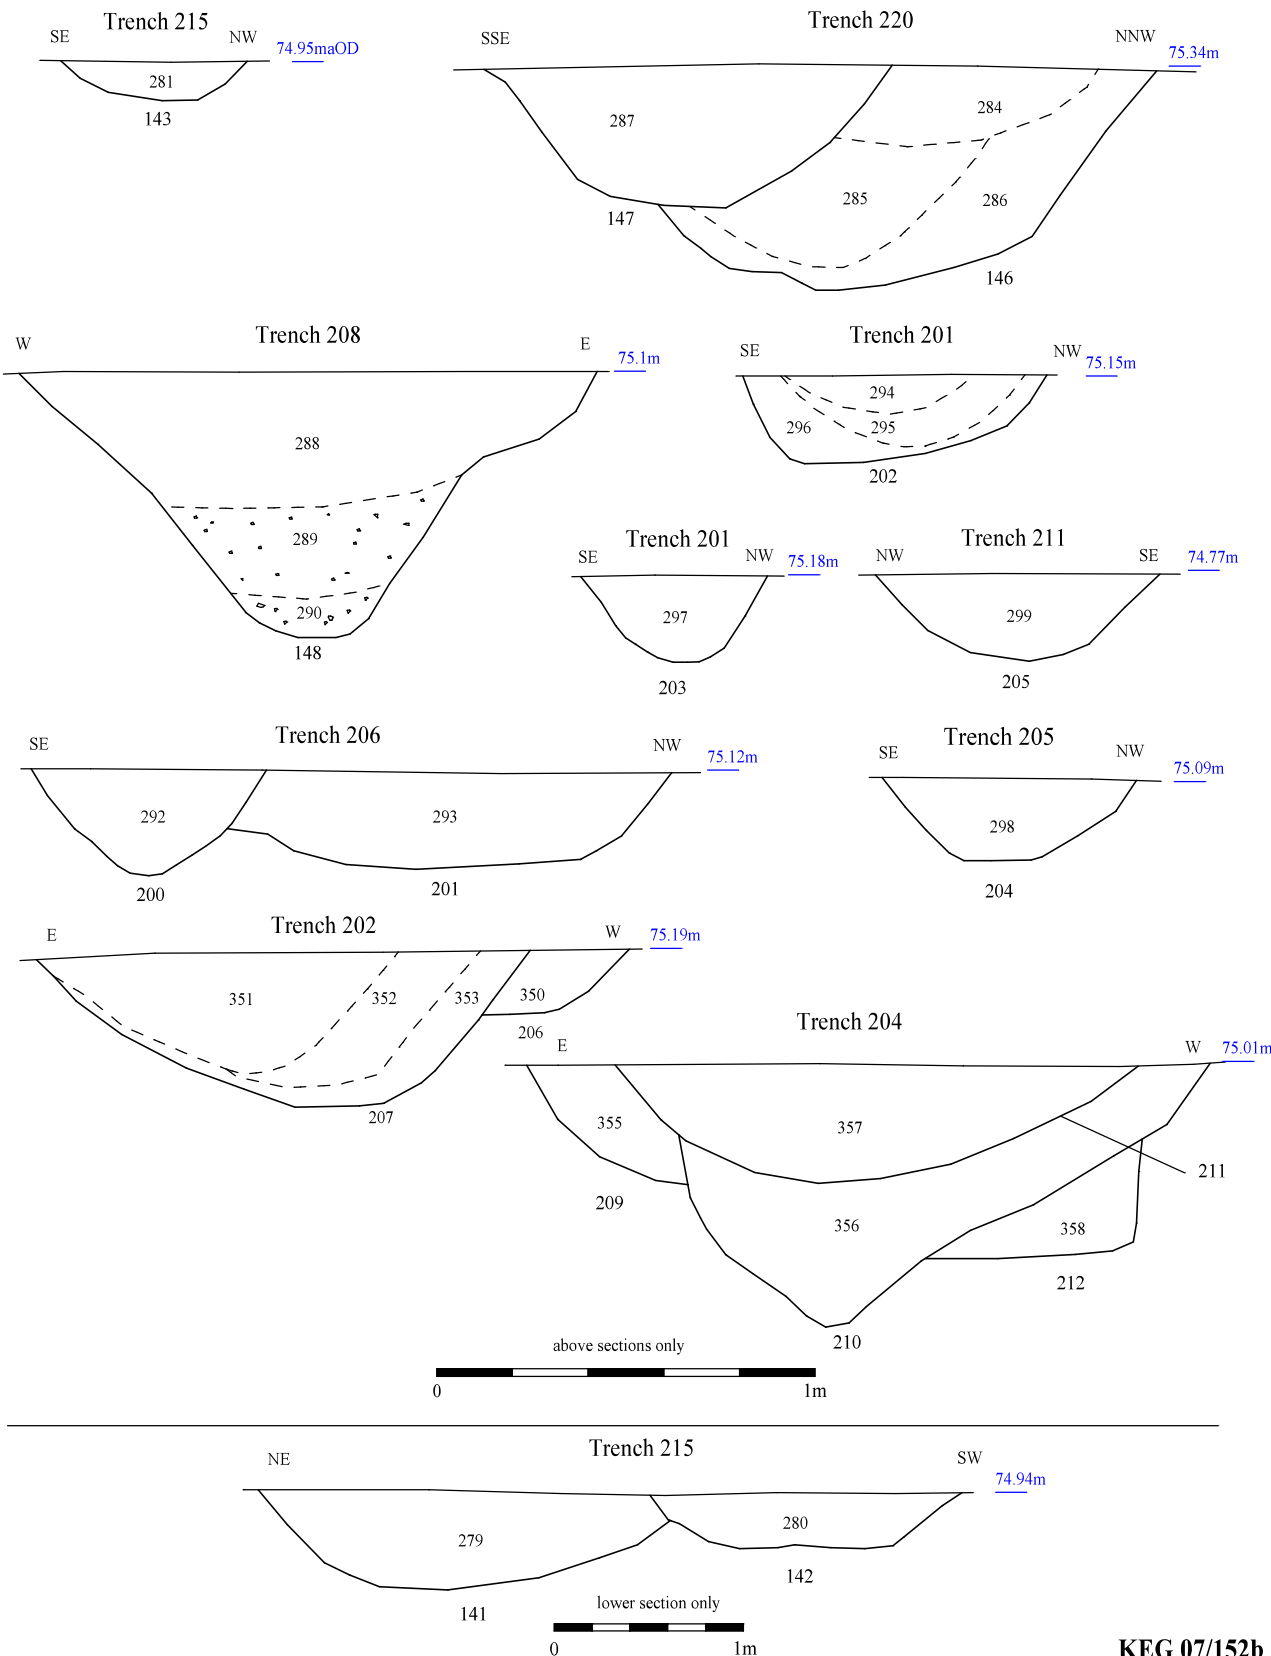 Trench 215
SE
NW
74.95maOD
281
143
Trench 220
SSE
NNW
75.34m
287
284
285
286
147
146
Trench 208
W
E
75.1m
288
289
290
148
Trench 201
SE
NW
75.15m
294
295
296
202
Trench 201
SE
NW
75.18m
297
203
Trench 211
NW
SE
74.77m
299
205
Trench 206
SE
NW
75.12m
292
293
200
201
Trench 205
SE
NW
75.09m
298
204
Trench 202
E
W
75.19m
351
352
353
350
206
207
Trench 204
E
W
75.01m
355
357
211
209
356
358
212
210
above sections only
0
1m
Trench 215
NE
SW
74.94m
279
280
142
141
lower section only
0
1m
KEG 07/152b